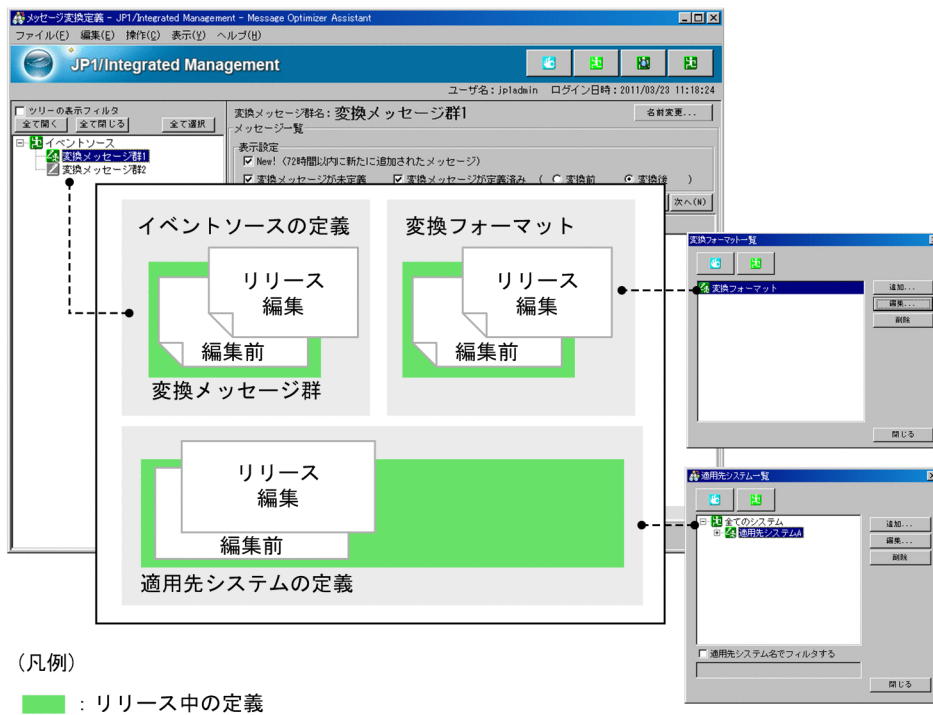 メッセージ変換定義 - JP1/Integrated Management - Message Optimizer Assistant
ファイル(F) 編集(E) 操作(C) 表示(Y) ヘルプ(H)
JP1/Integrated Management
ユーザ名：jp1admin ログイン日時：2011/03/23 11:18:24
ツリーの表示フィルタ
全て開く 全て閉じる 全て選択
イベントソース
変換メッセージ群1
変換メッセージ群2
変換メッセージ群名：変換メッセージ群1
名前変更...
メッセージ一覧
表示設定
New!（72時間以内に新たに追加されたメッセージ）
変換メッセージが未定義 変換メッセージが定義済み ( 変換前 変換後 )
次へ(N)
イベントソースの定義
リリース
編集
編集前
変換メッセージ群
変換フォーマット
リリース
編集
編集前
リリース
編集
編集前
適用先システムの定義
変換フォーマット一覧
変換フォーマット
追加...
編集...
削除
閉じる
適用先システム一覧
全てのシステム
適用先システムA
追加...
編集...
削除
適用先システム名でフィルタする
閉じる
（凡例）
：リリース中の定義